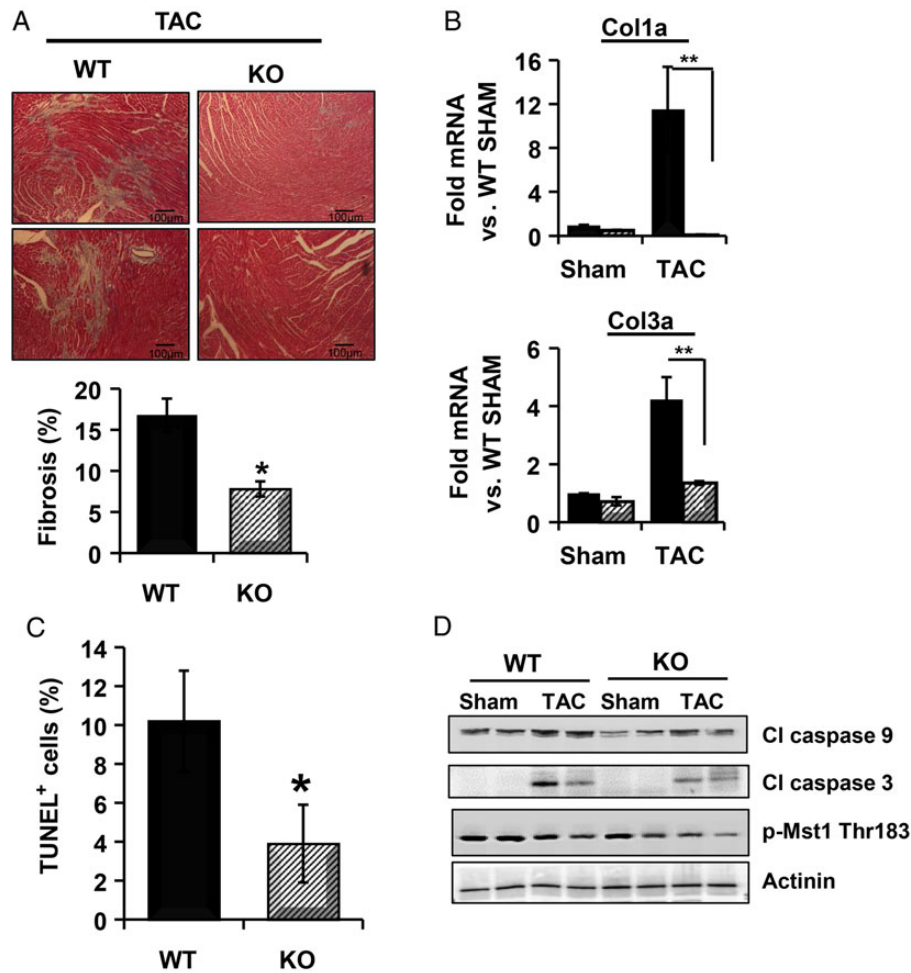 A
TAC
WT KO
100µm 100µm
100µm 100µm
Fibrosis (%)
20
15
10
5
0
*
WT KO
B
Col1a
Fold mRNA
vs. WT SHAM
16
12
8
4
0
**
Sham TAC
Col3a
Fold mRNA
vs. WT SHAM
6
4
2
0
**
Sham TAC
C
TUNEL+ cells (%)
14
12
10
8
6
4
2
0
*
WT KO
D
WT KO
Sham TAC Sham TAC
Cl caspase 9
Cl caspase 3
p-Mst1 Thr183
Actinin